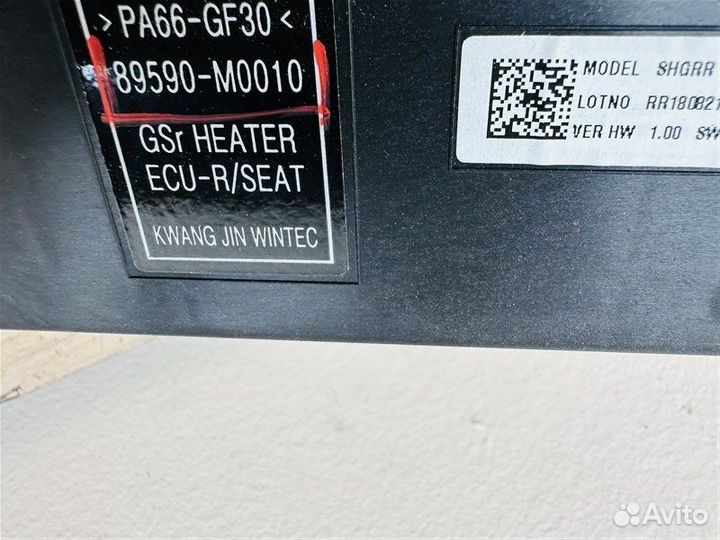 >PA66-GF30<
89590-M0010
GSr HEATER
ECU-R/SEAT
KWANG JIN WINTEC
MODEL SHGRR
LOTNO RR180821
VER HW 1.00 SW
Avito